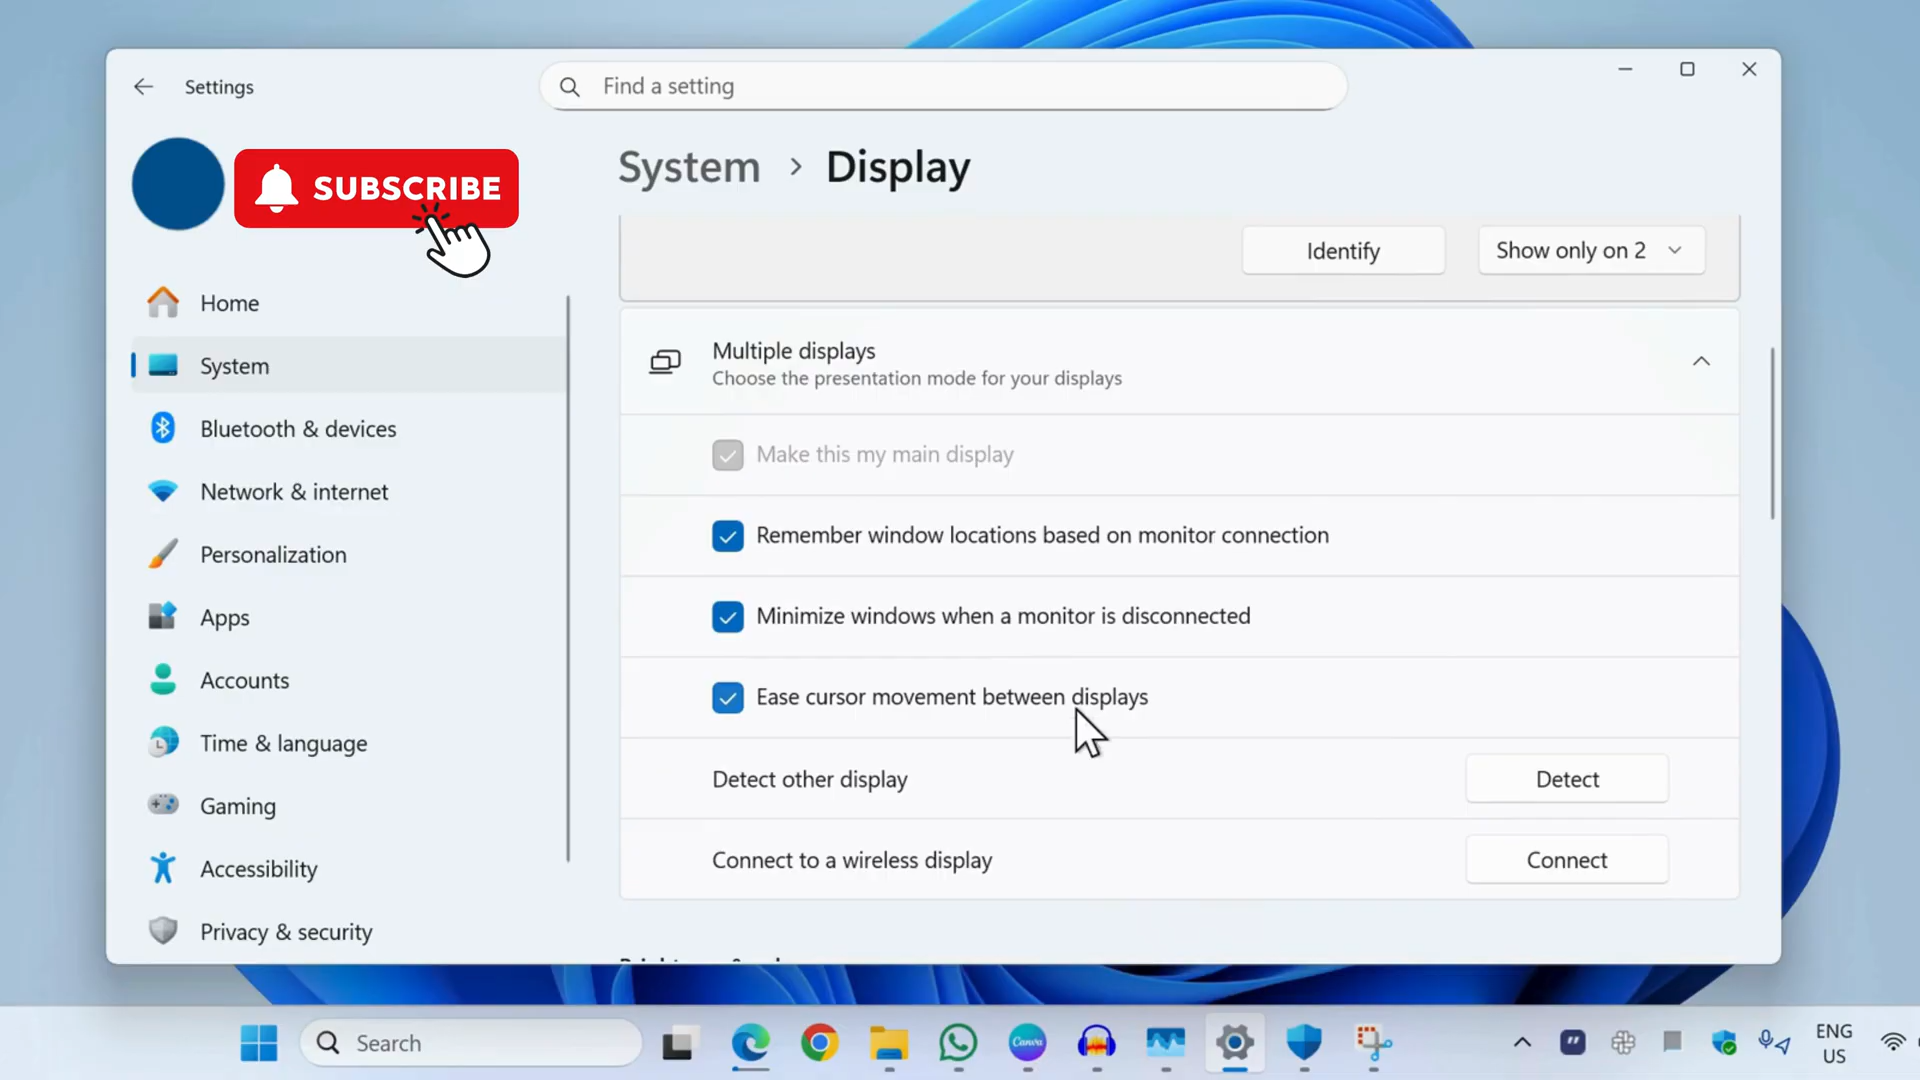 Settings
Find a setting
SUBSCRIBE
System > Display
Identify
Show only on 2
Home
System
Bluetooth & devices
Network & internet
Personalization
Apps
Accounts
Time & language
Gaming
Accessibility
Privacy & security
Multiple displays
Choose the presentation mode for your displays
Make this my main display
Remember window locations based on monitor connection
Minimize windows when a monitor is disconnected
Ease cursor movement between displays
Detect other display
Detect
Connect to a wireless display
Connect
Search
Canva
ENG
US